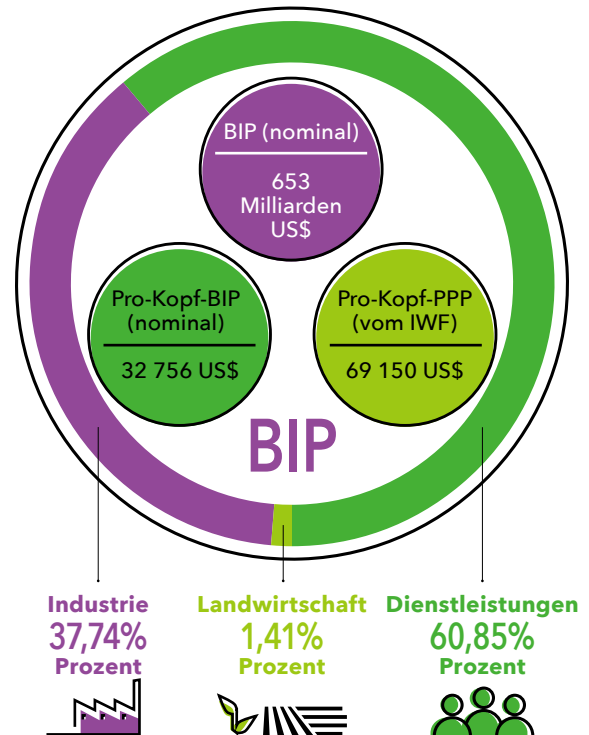 BIP (nominal)
653
Milliarden
US$
Pro-Kopf-BIP
(nominal)
32 756 US$
Pro-Kopf-PPP
(vom IWF)
69 150 US$
BIP
Industrie
37,74%
Prozent
Landwirtschaft
1,41%
Prozent
Dienstleistungen
60,85%
Prozent